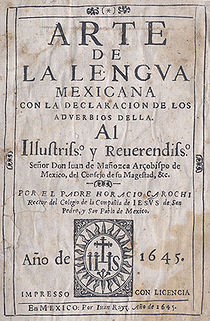 ARTE
DE
LA LENGVA
MEXICANA
CON LA DECLARACION DE LOS
ADVERBIOS DELLA.
Al
Illustriss.º y Reuerendiss.º
Señor Don Iuan de Mañozca Arçobispo de
Mexico, del Consejo de su Magestad, &c.
POR EL PADRE HORACIO CAROCHI
Rector del Colegio de la Compañia de IESVS de San
Pedro, y San Pablo de Mexico.
IHS
Año de 1645.
IMPRESSO CON LICENCIA
En MEXICO: Por Iuan Ruyz. Año de 1645.